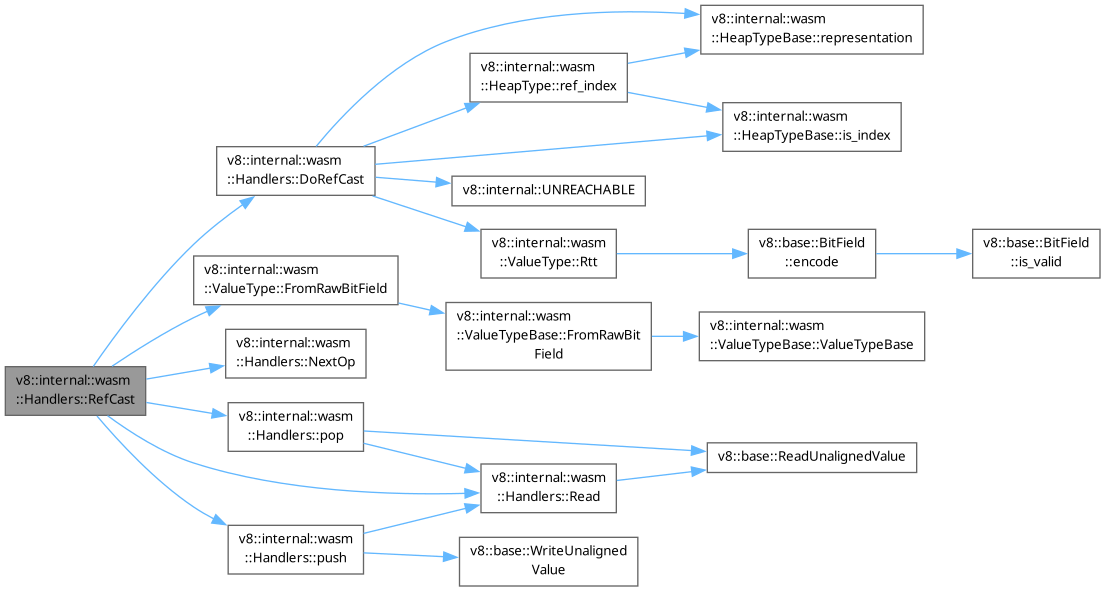 v8::internal::wasm
::HeapTypeBase::representation
v8::internal::wasm
::HeapType::ref_index
v8::internal::wasm
::HeapTypeBase::is_index
v8::internal::wasm
::Handlers::DoRefCast
v8::internal::UNREACHABLE
v8::internal::wasm
::ValueType::Rtt
v8::base::BitField
::encode
v8::base::BitField
::is_valid
v8::internal::wasm
::ValueType::FromRawBitField
v8::internal::wasm
::ValueTypeBase::FromRawBit
Field
v8::internal::wasm
::ValueTypeBase::ValueTypeBase
v8::internal::wasm
::Handlers::NextOp
v8::internal::wasm
::Handlers::RefCast
v8::internal::wasm
::Handlers::pop
v8::base::ReadUnalignedValue
v8::internal::wasm
::Handlers::Read
v8::internal::wasm
::Handlers::push
v8::base::WriteUnaligned
Value